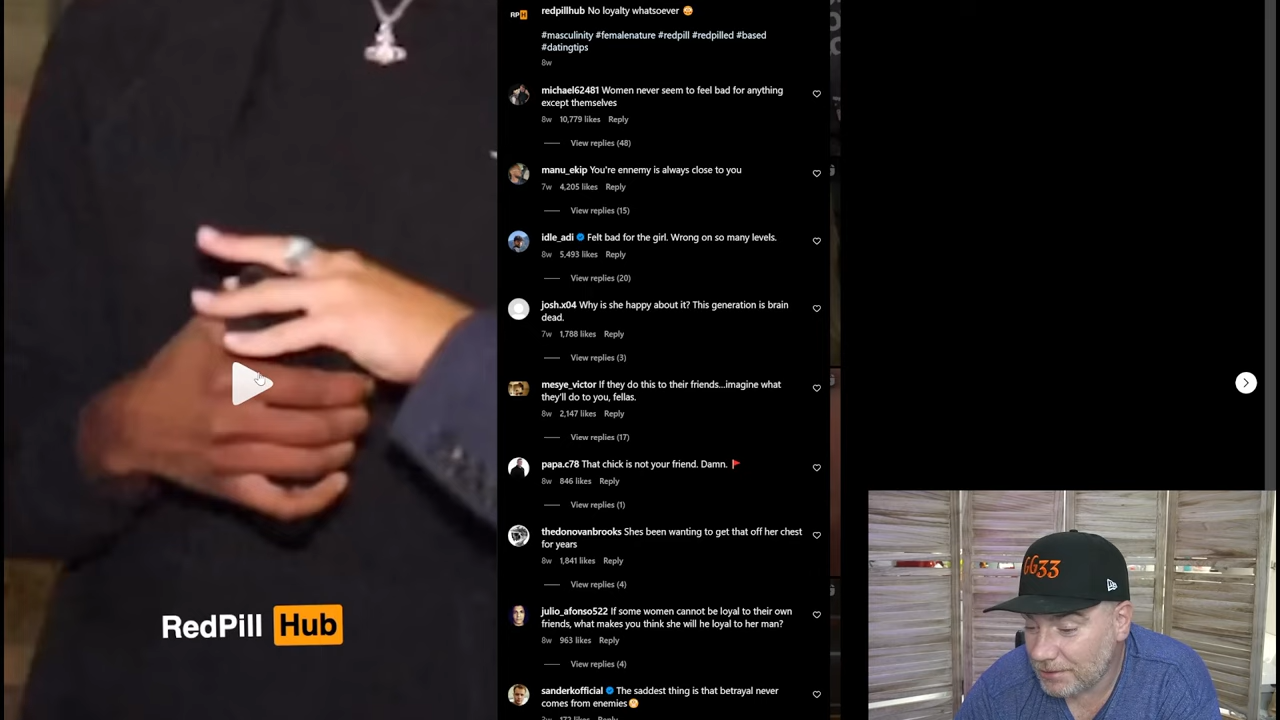 RPH redpillhub No loyalty whatsoever
#masculinity #femalenature #redpill #redpilled #based
#datingtips
8w
michael62481 Women never seem to feel bad for anything
except themselves
8w 10,779 likes Reply
View replies (48)
manu_ekip You're ennemy is always close to you
7w 4,205 likes Reply
View replies (15)
idle_adi Felt bad for the girl. Wrong on so many levels.
8w 5,493 likes Reply
View replies (20)
josh.x04 Why is she happy about it? This generation is brain
dead.
7w 1,788 likes Reply
View replies (3)
mesye_victor If they do this to their friends...imagine what
they'll do to you, fellas.
8w 2,147 likes Reply
View replies (17)
papa.c78 That chick is not your friend. Damn.
8w 846 likes Reply
View replies (1)
thedonovanbrooks Shes been wanting to get that off her chest
for years
8w 1,841 likes Reply
View replies (4)
julio_afonso522 If some women cannot be loyal to their own
friends, what makes you think she will he loyal to her man?
8w 963 likes Reply
View replies (4)
sanderkofficial The saddest thing is that betrayal never
comes from enemies
172 likes Reply
RedPill Hub
GG33